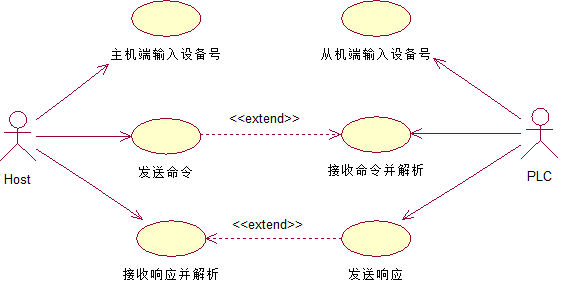 主机端输入设备号
从机端输入设备号
<<extend>>
发送命令
接收命令并解析
Host
PLC
<<extend>>
接收响应并解析
发送响应